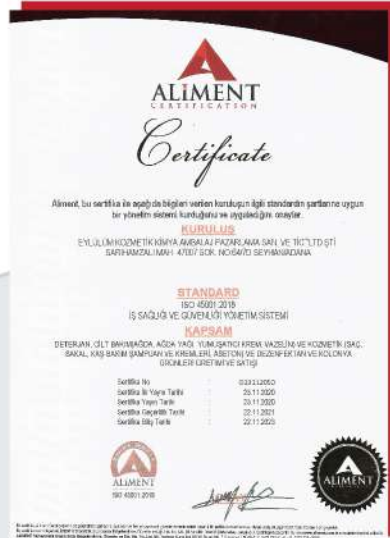 ALIMENT
CERTIFICATION
Certificate
Aliment, bu sertifika ile aşağıda bilgileri verilen kuruluşun ilgili standardın şartlarına uygun
bir yönetim sistemi kurduğunu ve uyguladığını onaylar.
KURULUŞ
EYLÜLÜM KOZMETİK KİMYA AMBALAJ PAZARLAMA SAN. VE TİC LTD ŞTİ
SARIHAMZALI MAH. 47007 SOK. SEYHAN/ADANA
STANDARD
ISO 45001:2018
İŞ SAĞLIĞI VE GÜVENLİĞİ YÖNETİM SİSTEMİ
KAPSAM
DETERJAN, CİLT BAKIM, AĞDA YAĞI, YUMUŞATICI KREM, VAZELİN VE KOZMETİK (SAÇ,
SAKAL, KAŞ BAKIM ŞAMPUAN VE KREMLERİ, ASETON) VE DEZENFEKTAN VE KOLONYA
ÜRÜNLERİ ÜRETİMİ VE SATIŞI
Sertifika No :
Sertifika İlk Yayın Tarihi : 23.11.2020
Sertifika Yayın Tarihi : 23.11.2020
Sertifika Geçerlilik Tarihi : 22.11.2021
Sertifika Bitiş Tarihi : 22.11.2023
ALIMENT
ISO 45001:2018
ALIMENT